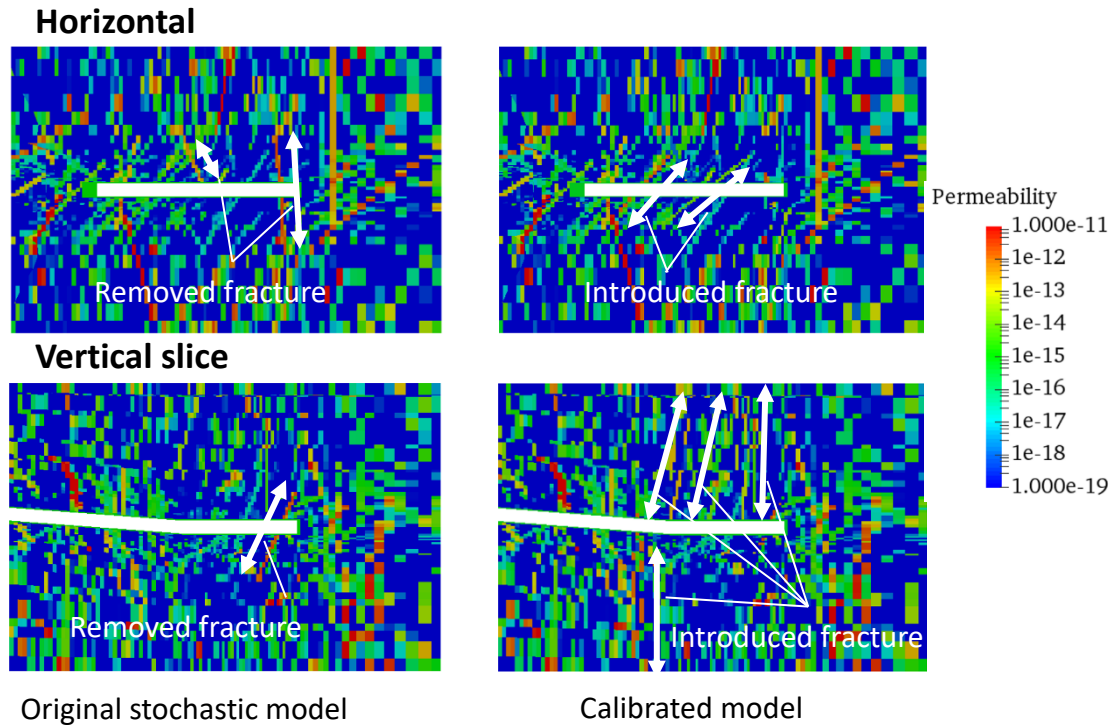 Horizontal
Removed fracture
Introduced fracture
Permeability
1.000e-11
1e-12
1e-13
1e-14
1e-15
1e-16
1e-17
1e-18
1.000e-19
Vertical slice
Removed fracture
Introduced fracture
Original stochastic model
Calibrated model